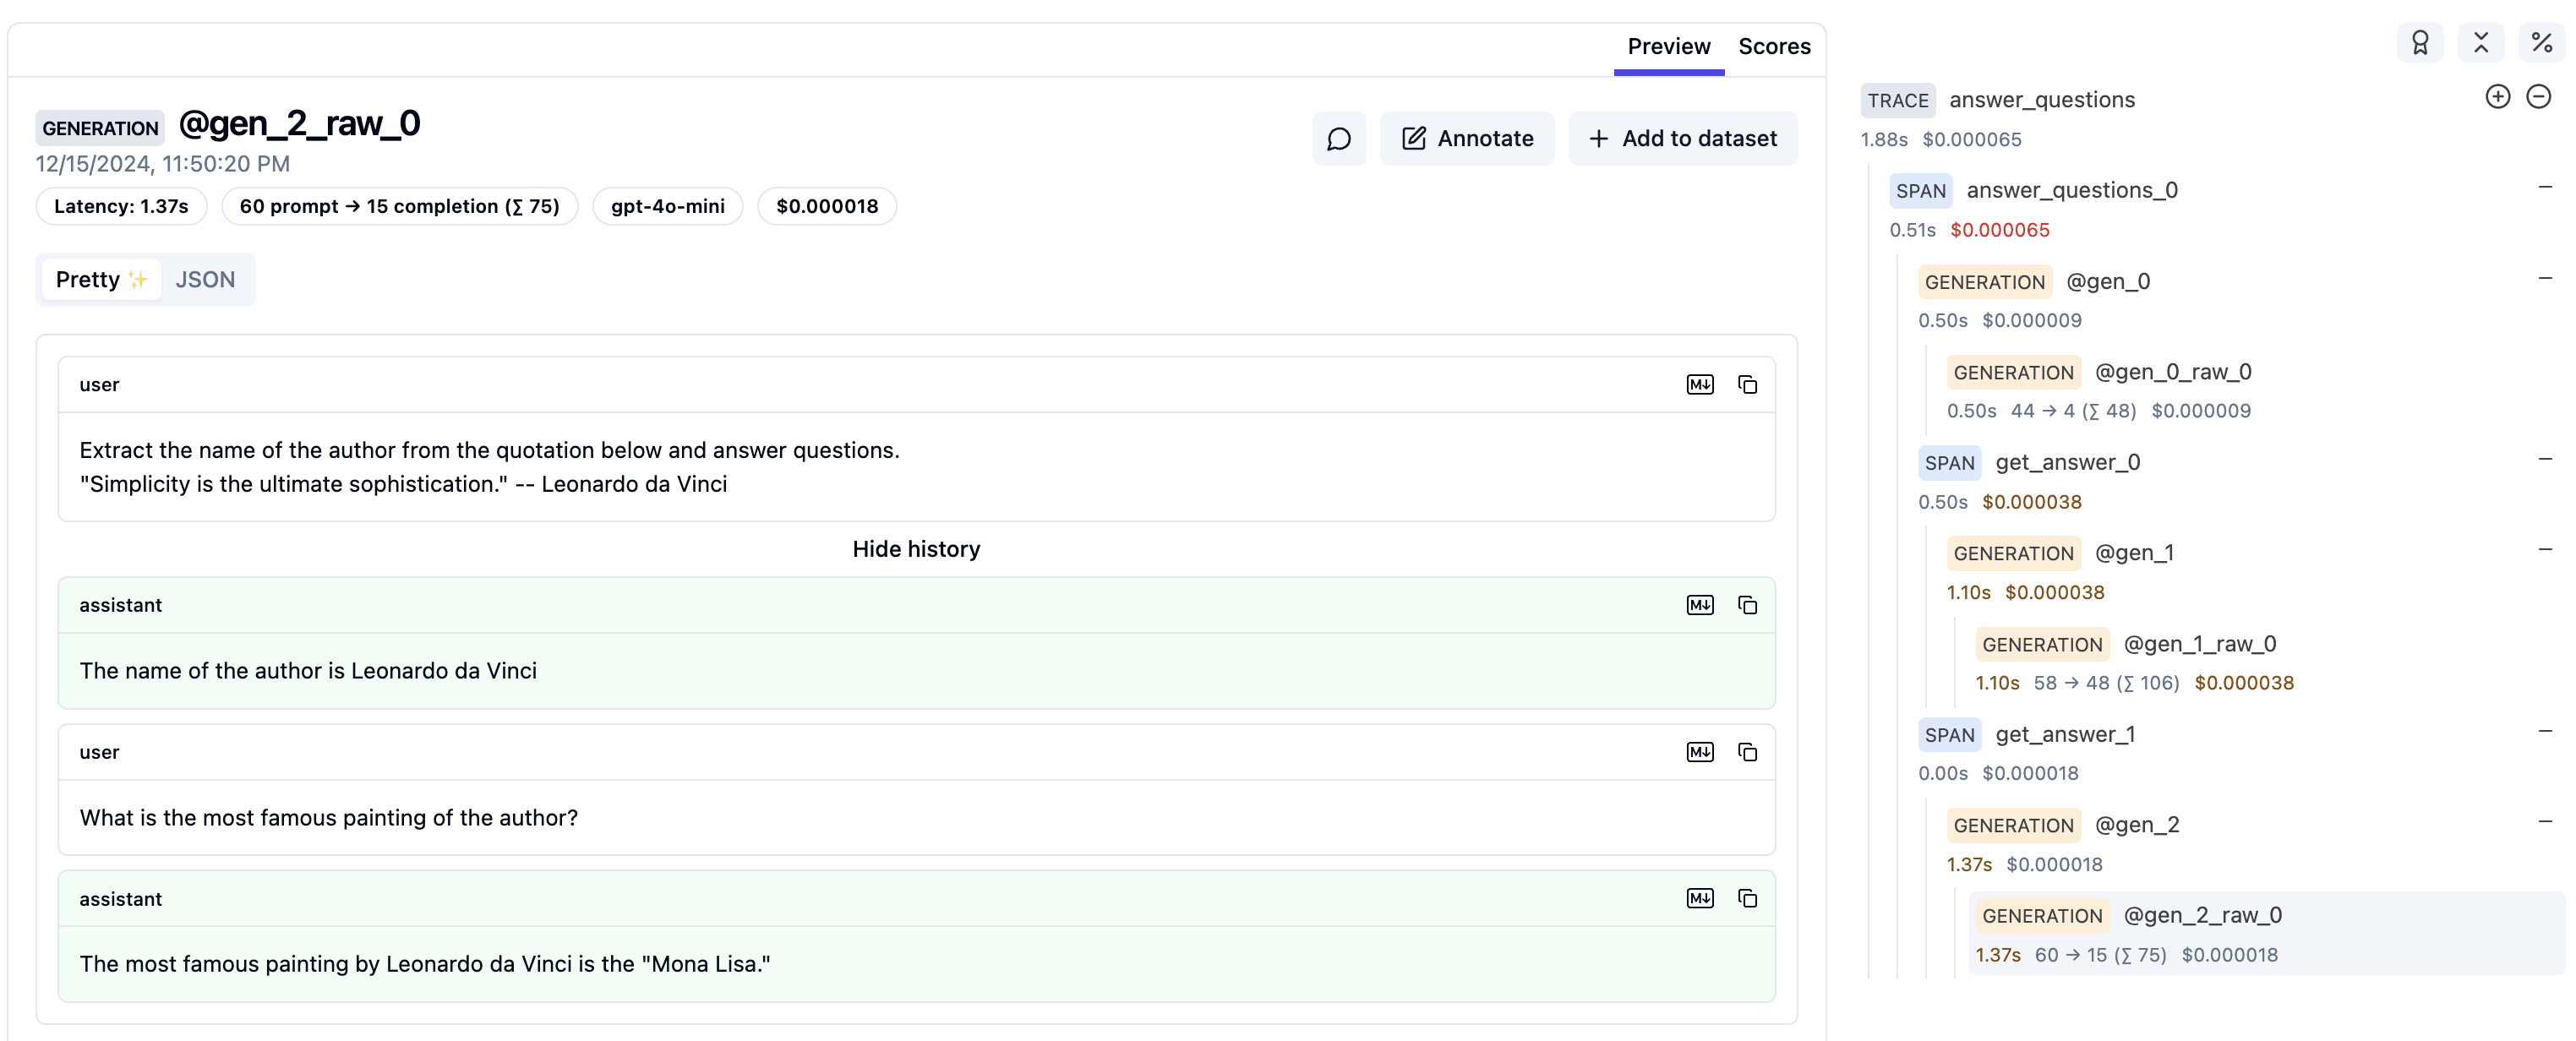 Preview Scores
GENERATION @gen_2_raw_0
12/15/2024, 11:50:20 PM
Annotate
+ Add to dataset
Latency: 1.37s
60 prompt → 15 completion (∑ 75)
gpt-4o-mini
$0.000018
Pretty ✨ JSON
user
Extract the name of the author from the quotation below and answer questions.
"Simplicity is the ultimate sophistication." -- Leonardo da Vinci
Hide history
assistant
The name of the author is Leonardo da Vinci
user
What is the most famous painting of the author?
assistant
The most famous painting by Leonardo da Vinci is the "Mona Lisa."
TRACE answer_questions
1.88s $0.000065
SPAN answer_questions_0
0.51s $0.000065
GENERATION @gen_0
0.50s $0.000009
GENERATION @gen_0_raw_0
0.50s 44 → 4 (∑ 48) $0.000009
SPAN get_answer_0
0.50s $0.000038
GENERATION @gen_1
1.10s $0.000038
GENERATION @gen_1_raw_0
1.10s 58 → 48 (∑ 106) $0.000038
SPAN get_answer_1
0.00s $0.000018
GENERATION @gen_2
1.37s $0.000018
GENERATION @gen_2_raw_0
1.37s 60 → 15 (∑ 75) $0.000018